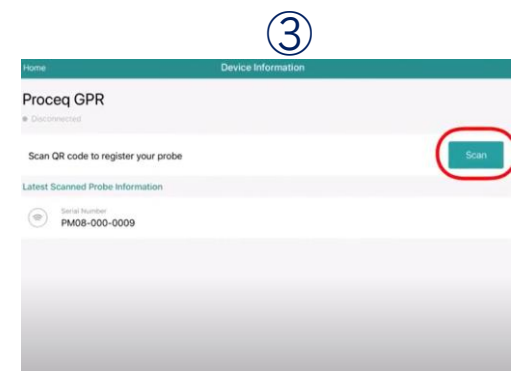 ③
Home Device Information
Proceq GPR
Disconnected
Scan QR code to register your probe Scan
Latest Scanned Probe Information
Serial Number
PM08-000-0009